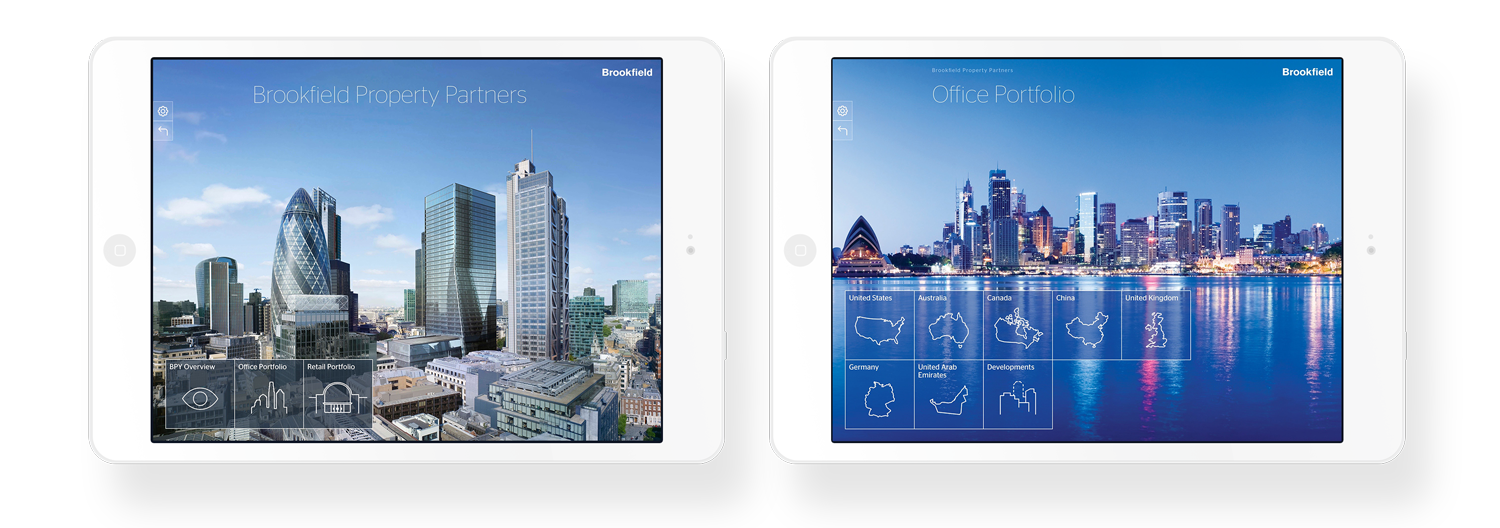 Brookfield
Brookfield Property Partners
BPY Overview
Office Portfolio
Retail Portfolio
Brookfield Property Partners
Brookfield
Office Portfolio
United States
Australia
Canada
China
United Kingdom
Germany
United Arab
Emirates
Developments